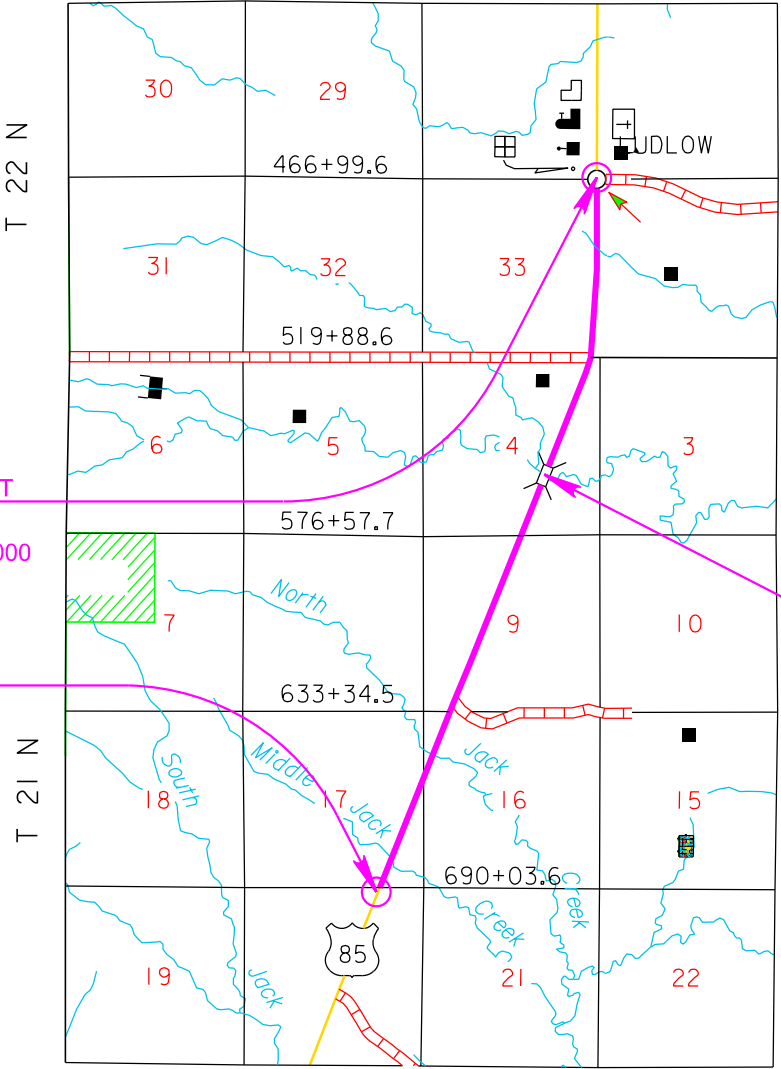 30
29
T 22 N
LUDLOW
466+99.6
31
32
33
519+88.6
6
5
4
3
T
576+57.7
000
North
7
9
10
633+34.5
T 21 N
South
Middle
Jack
18
17
Jack
16
15
690+03.6
Creek
Creek
85
19
Jack
21
22